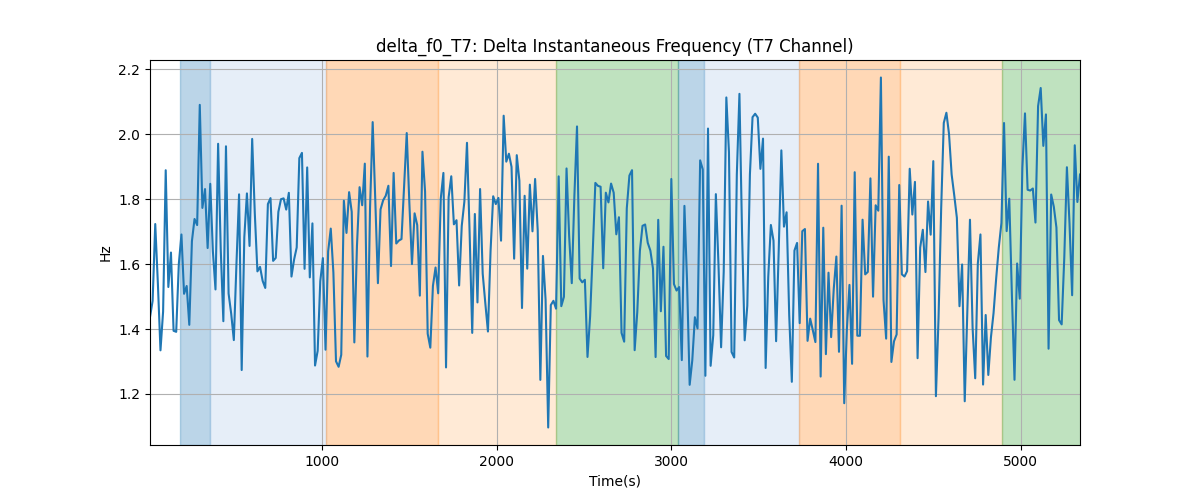 delta_f0_T7: Delta Instantaneous Frequency (T7 Channel)
2.2
2.0
1.8
1.6
1.4
1.2
Hz
1000 2000 3000 4000 5000
Time(s)